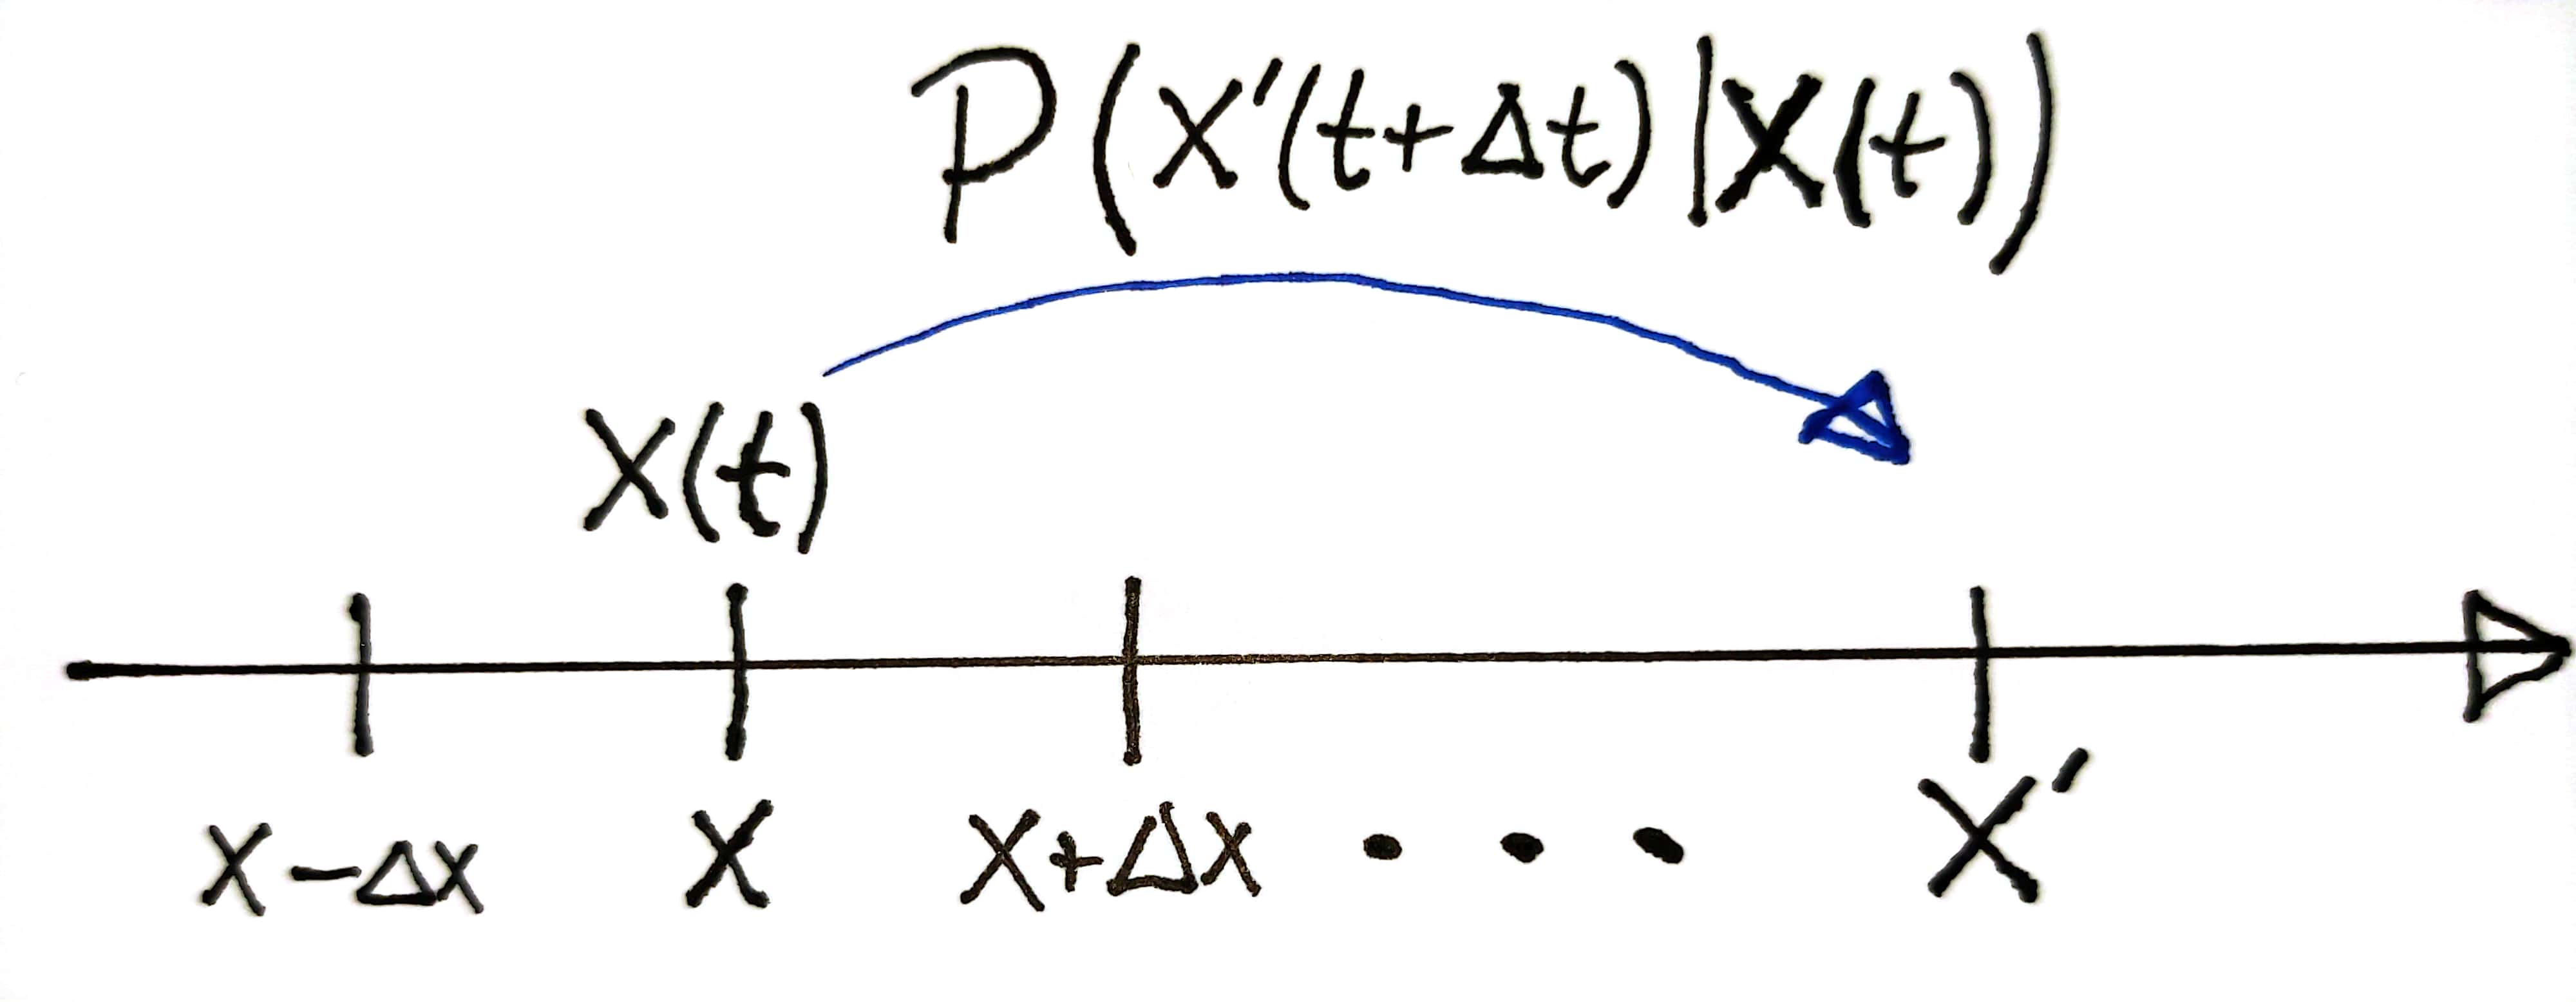 P(X'(t+Δt)|X(t))
X(t)
X-Δx X X+Δx • • • X'